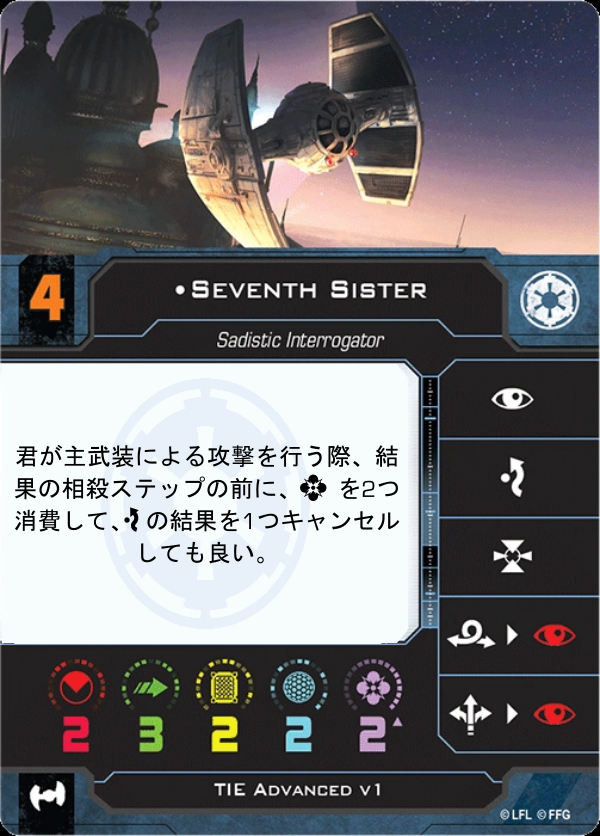 4
•Seventh Sister
Sadistic Interrogator
君が主武装による攻撃を行う際、結
果の相殺ステップの前に、 を2つ
消費して、の結果を1つキャンセル
しても良い。
2 3 2 2 2
TIE Advanced v1
©LFL ©FFG